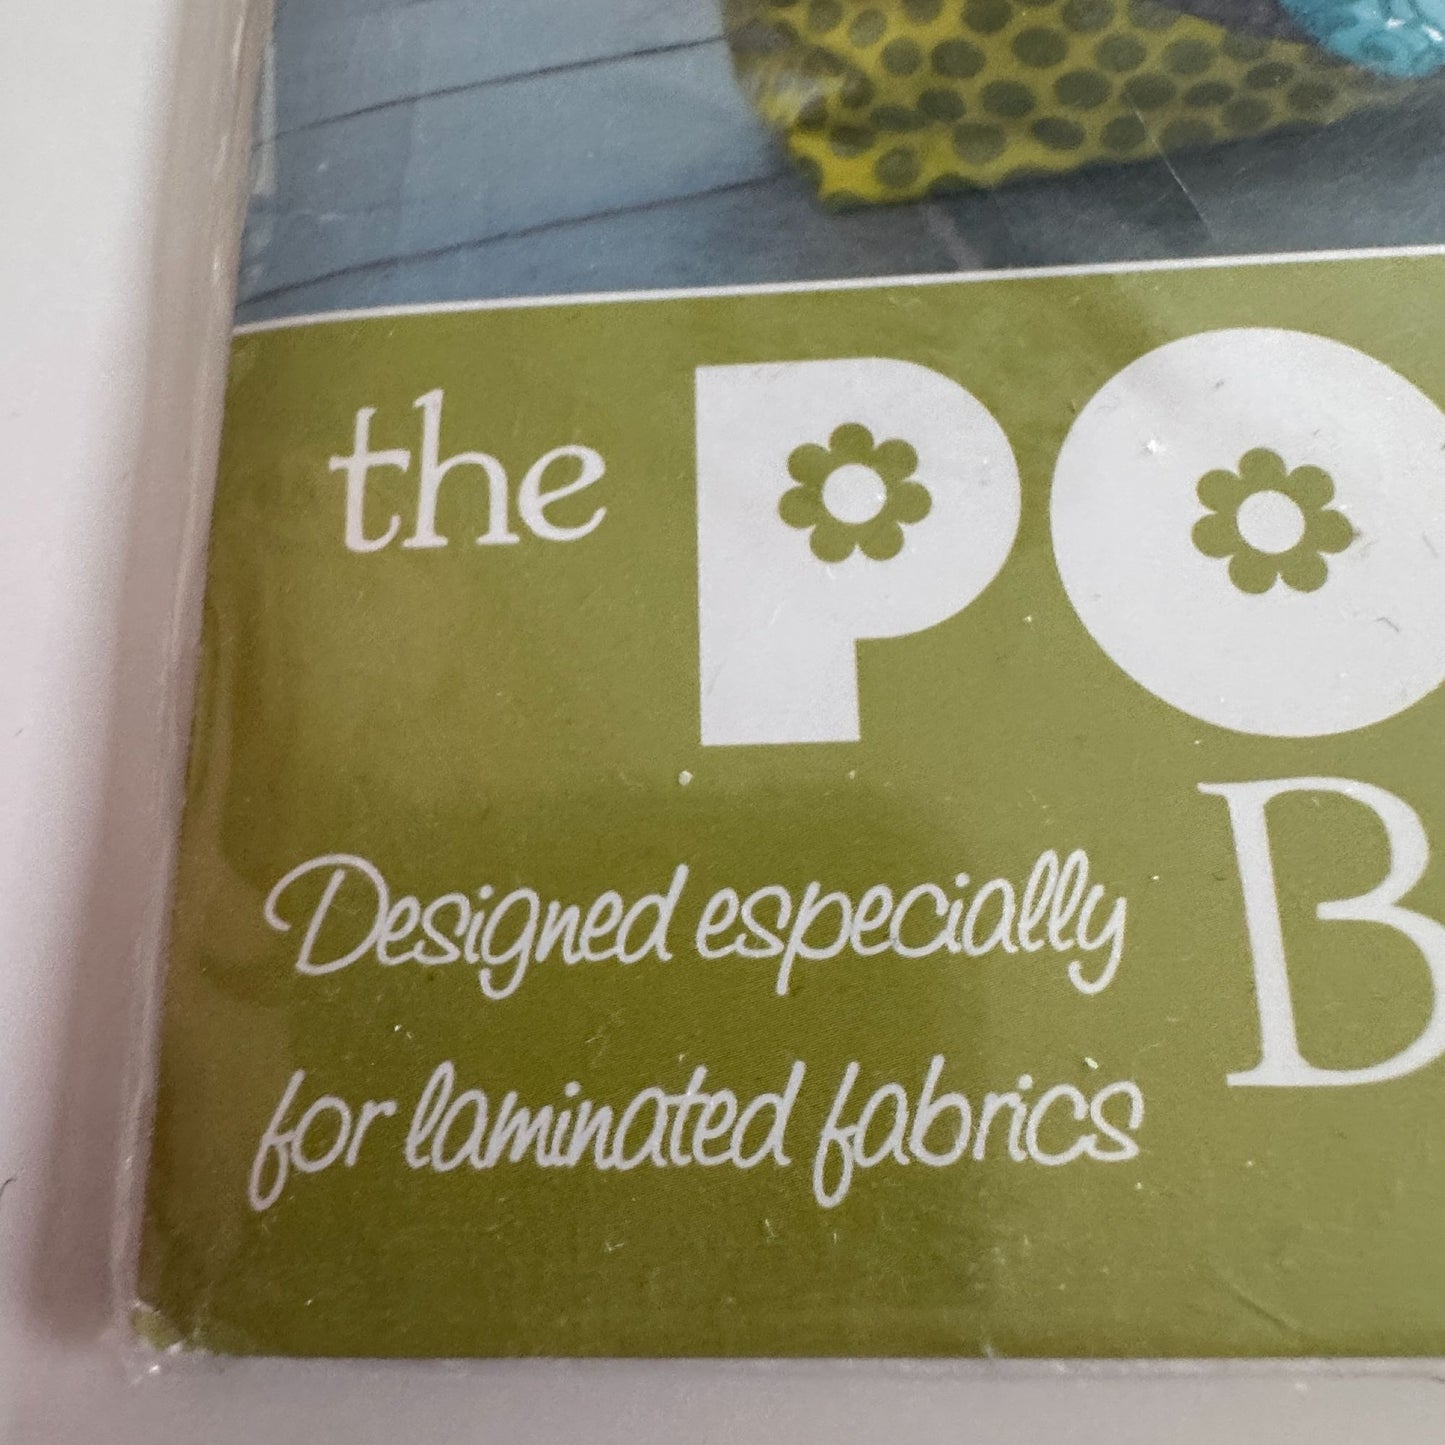 the PO
B
Designed especially
for laminated fabrics